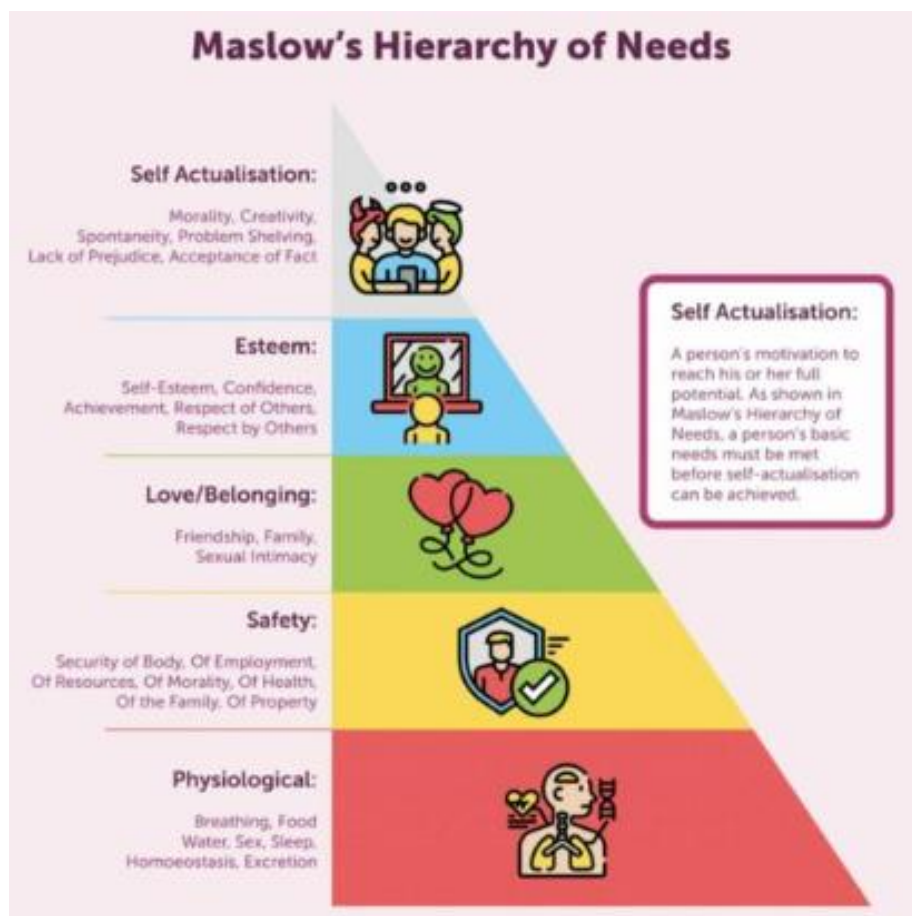 Maslow's Hierarchy of Needs
Self Actualisation:
Morality, Creativity,
Spontaneity, Problem Shelving,
Lack of Prejudice, Acceptance of Fact
Esteem:
Self-Esteem, Confidence,
Achievement, Respect of Others,
Respect by Others
Love/Belonging:
Friendship, Family,
Sexual Intimacy
Safety:
Security of Body, Of Employment,
Of Resources, Of Morality, Of Health,
Of the Family, Of Property
Physiological:
Breathing, Food
Water, Sex, Sleep,
Homoeostasis, Excretion
Self Actualisation:
A person's motivation to
reach his or her full
potential. As shown in
Maslow's Hierarchy of
Needs, a person's basic
needs must be met
before self-actualisation
can be achieved.